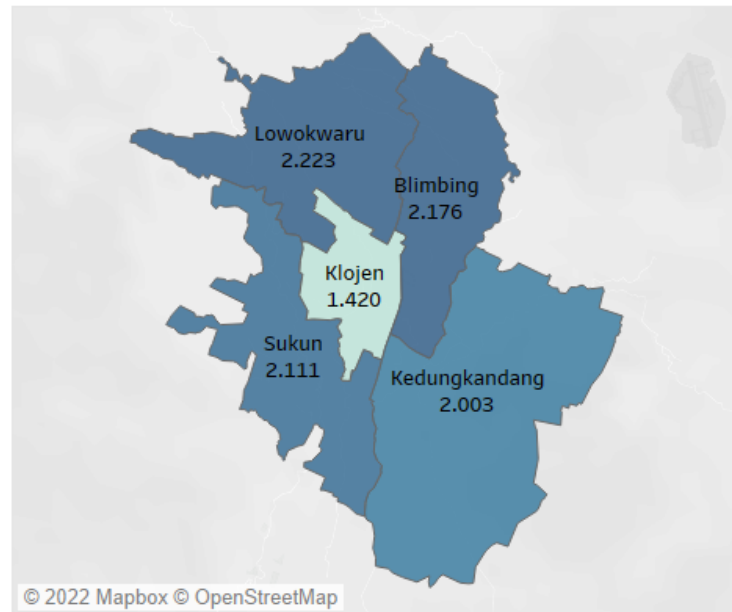 Lowokwaru
2.223
Blimbing
2.176
Klojen
1.420
Sukun
2.111
Kedungkandang
2.003
© 2022 Mapbox © OpenStreetMap